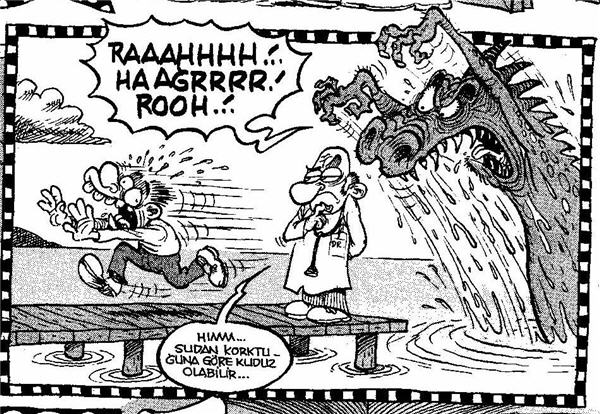 RAAAHHHH.!.
HAAGRRRR.!
ROOH..!
DR.
HIMM...
SUDAN KORKTU-
ĞUNA GÖRE KUDUZ
OLABİLİR...